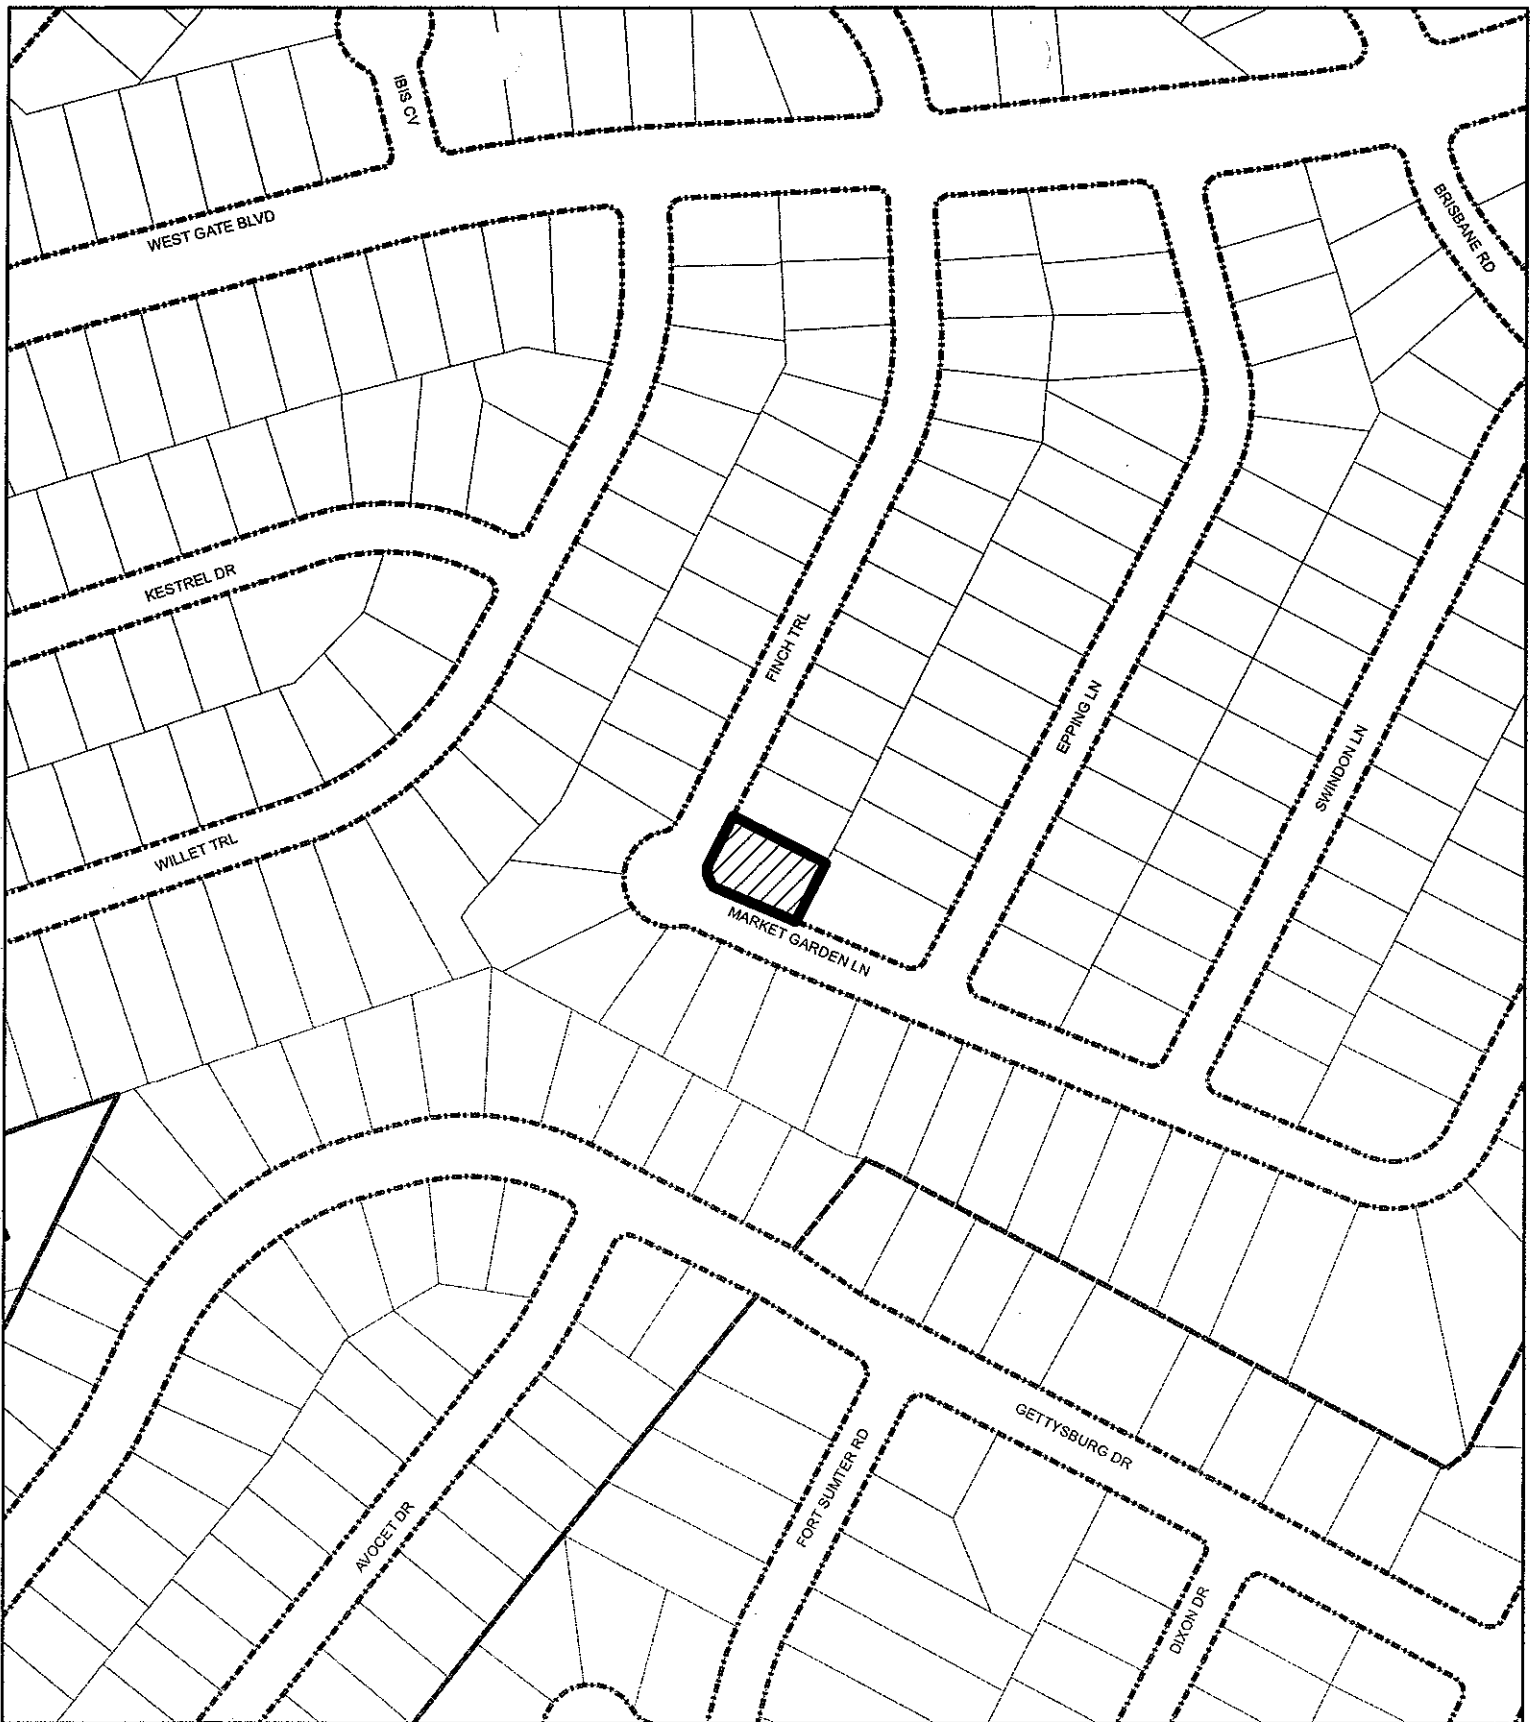 IBIS CV
WEST GATE BLVD
BRISBANE RD
KESTREL DR
FINCH TRL
EPPING LN
SWINDON LN
WILLET TRL
MARKET GARDEN LN
GETTYSBURG DR
FORT SUMTER RD
AVOCET DR
DIXON DR